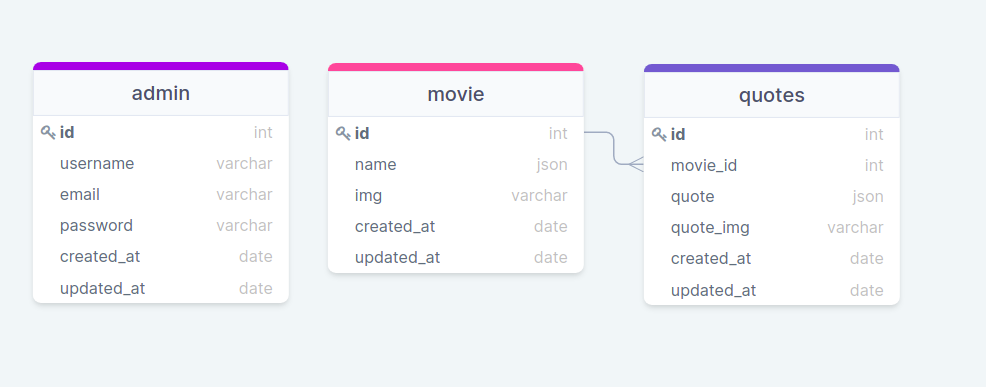 admin
id int
username varchar
email varchar
password varchar
created_at date
updated_at date
movie
id int
name json
img varchar
created_at date
updated_at date
quotes
id int
movie_id int
quote json
quote_img varchar
created_at date
updated_at date